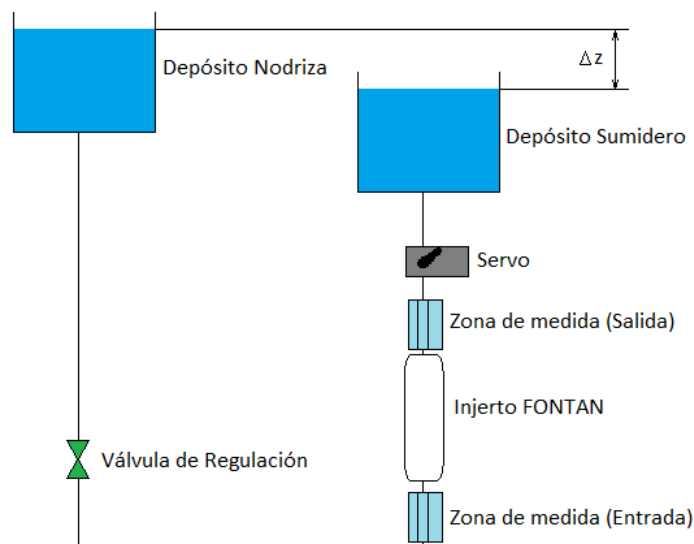 Depósito Nodriza
Δz
Depósito Sumidero
Servo
Zona de medida (Salida)
Injerto FONTAN
Válvula de Regulación
Zona de medida (Entrada)